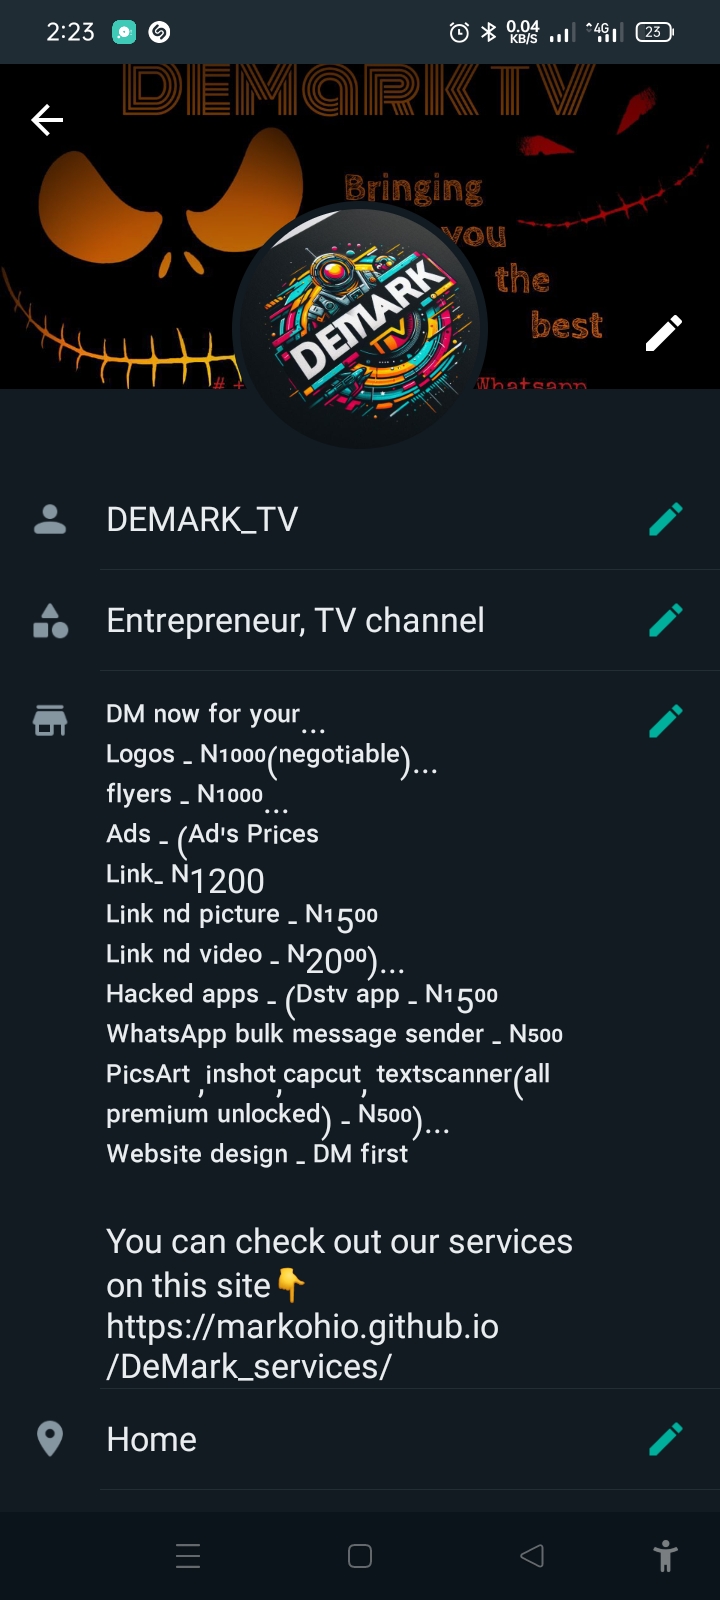 2:23
0.04
KB/S
4G
23
DEMARK TV
Bringing
you
the
best
DEMARK
TV
# +
Whatsapp
DEMARK_TV
Entrepreneur, TV channel
DM now for your...
Logos - N1000(negotiable)...
flyers - N1000...
Ads - (Ad's Prices
Link- N1200
Link nd picture - N1500
Link nd video - N2000)...
Hacked apps - (Dstv app - N1500
WhatsApp bulk message sender - N500
PicsArt ,inshot,capcut, textscanner(all
premium unlocked) - N500)...
Website design - DM first
You can check out our services
on this site👇
https://markohio.github.io
/DeMark_services/
Home